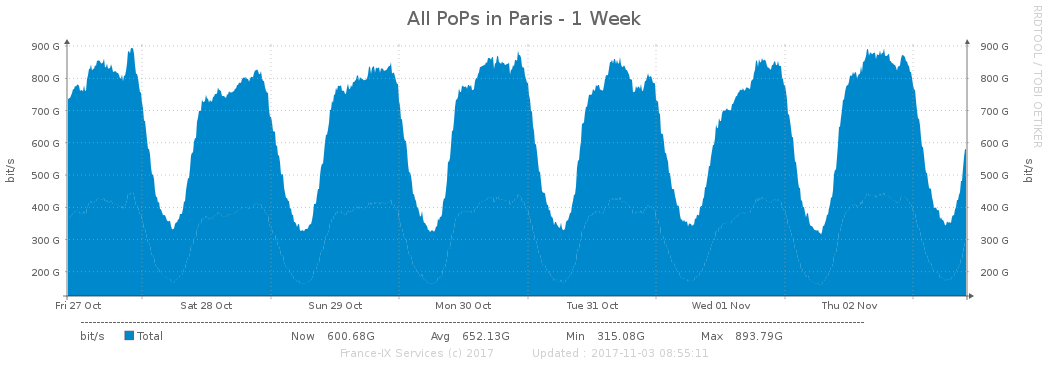 All PoPs in Paris - 1 Week
RRDTOOL / TOBI OETIKER
bit/s
900 G
800 G
700 G
600 G
500 G
400 G
300 G
200 G
900 G
800 G
700 G
600 G
500 G
400 G
300 G
200 G
bit/s
Fri 27 Oct Sat 28 Oct Sun 29 Oct Mon 30 Oct Tue 31 Oct Wed 01 Nov Thu 02 Nov
bit/s Total Now 600.68G Avg 652.13G Min 315.08G Max 893.79G
France-IX Services (c) 2017 Updated : 2017-11-03 08:55:11